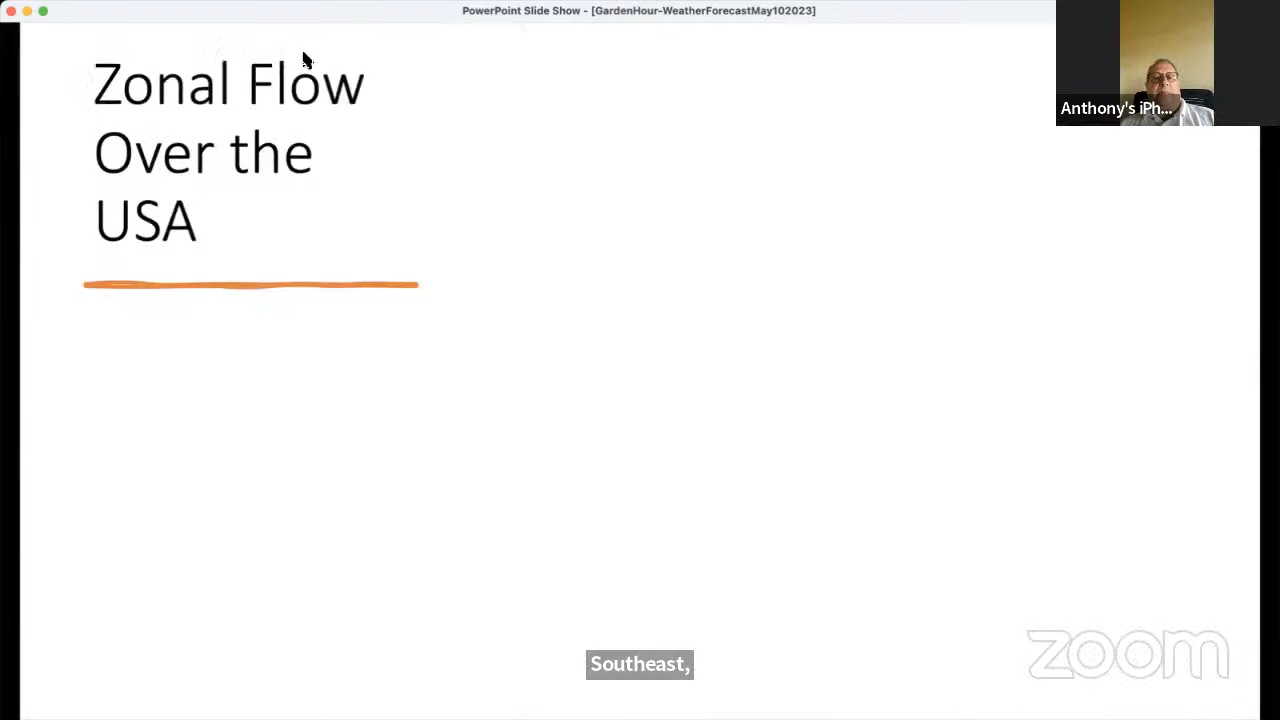 PowerPoint Slide Show - [GardenHour-WeatherForecastMay102023]
Zonal Flow
Over the
USA
Anthony's iPh...
Southeast,
zoom